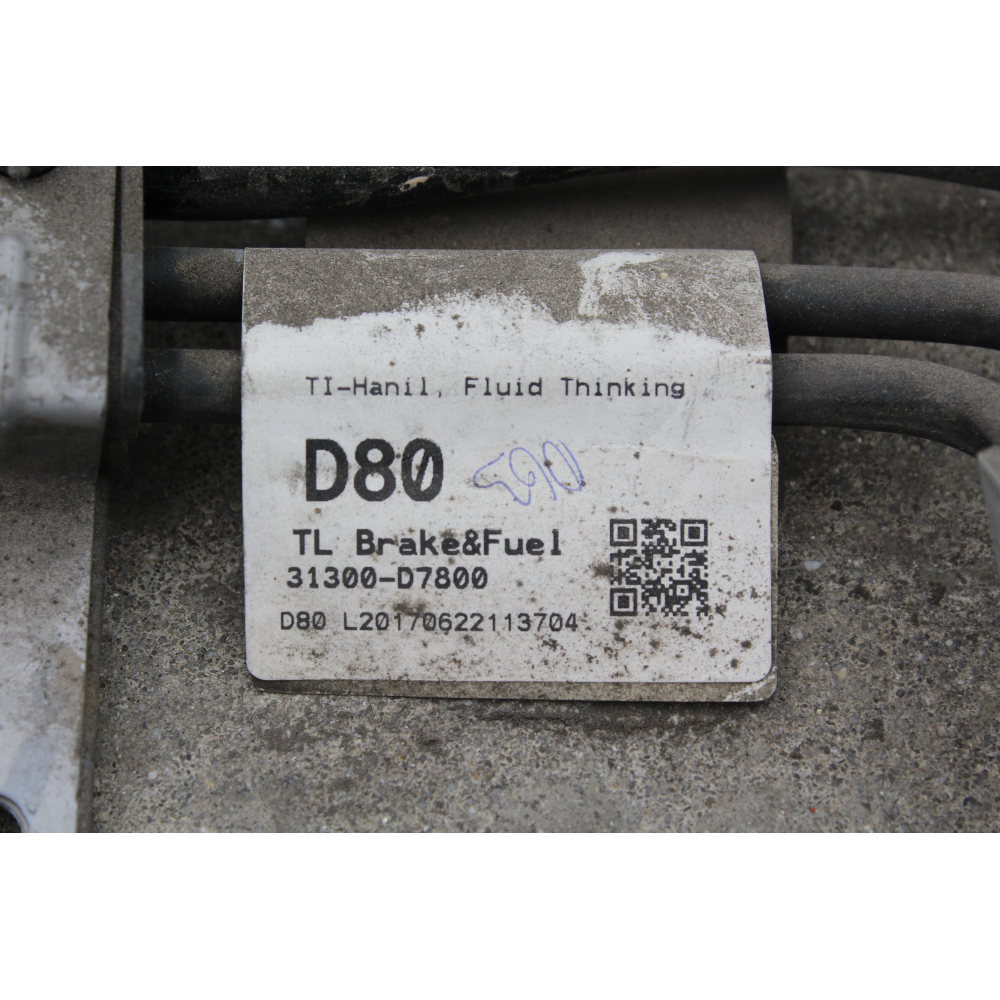 TI-Hanil, Fluid Thinking
D80
TL Brake&Fuel
31300-D7800
D80 L20170622113704